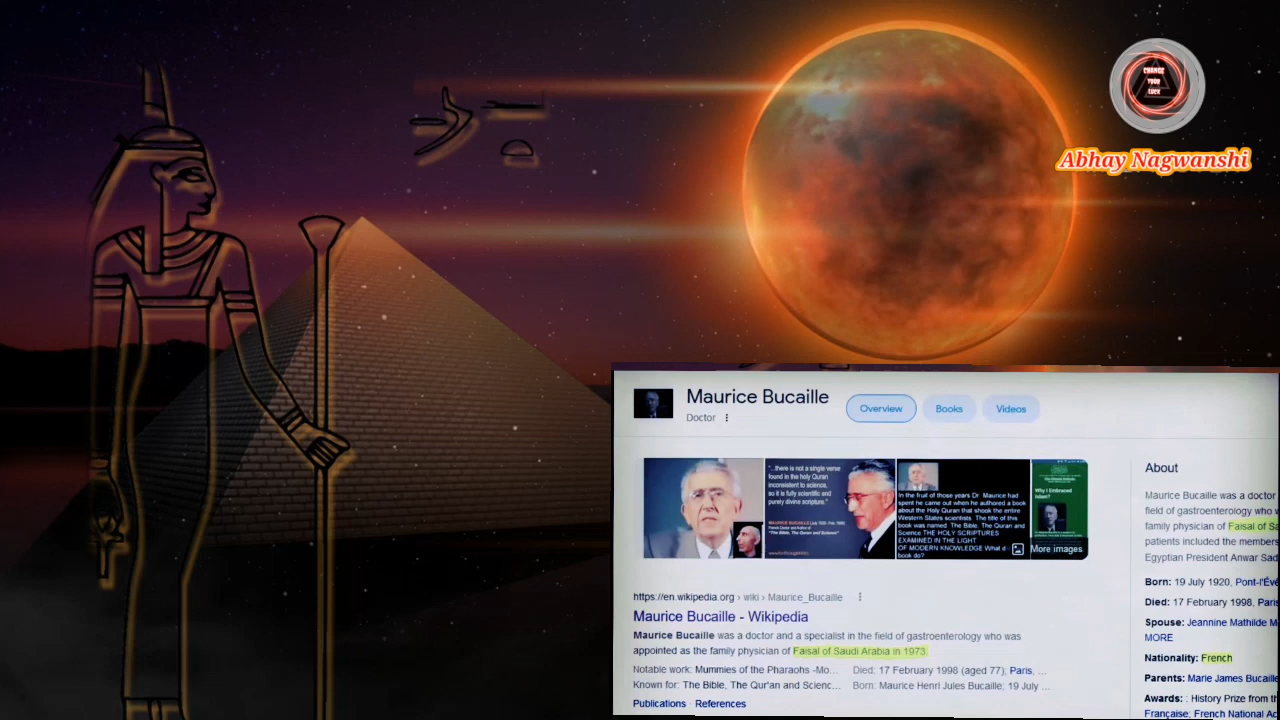 CHANGE
YOUR
LUCK
Abhay Nagwanshi
Maurice Bucaille
Doctor
Overview
Books
Videos
"...there is not a single verse
found in the holy Quran
inconsistent to science,
so it is fully scientific and
purely divine scripture."
In the fruit of those years Dr Maurice had
spent he came out when he authored a book
about the Holy Quran that shook the entire
Western States scientists. The title of this
book was named The Bible, The Quran and
Science THE HOLY SCRIPTURES
EXAMINED IN THE LIGHT
OF MODERN KNOWLEDGE What d
book do?
Why I Embraced
Islam?
More images
https://en.wikipedia.org › wiki › Maurice_Bucaille
Maurice Bucaille - Wikipedia
Maurice Bucaille was a doctor and a specialist in the field of gastroenterology who was
appointed as the family physician of Faisal of Saudi Arabia in 1973.
Notable work: Mummies of the Pharaohs -Mo... Died: 17 February 1998 (aged 77), Paris, ...
Known for: The Bible, The Qur'an and Scienc... Born: Maurice Henri Jules Bucaille; 19 July ...
Publications · References
About
Maurice Bucaille was a doctor
field of gastroenterology who w
family physician of Faisal of Sa
patients included the members
Egyptian President Anwar Sad
Born: 19 July 1920, Pont-l'Évê
Died: 17 February 1998, Paris
Spouse: Jeannine Mathilde M
MORE
Nationality: French
Parents: Marie James Bucaille
Awards: : History Prize from th
Française, French National Ac